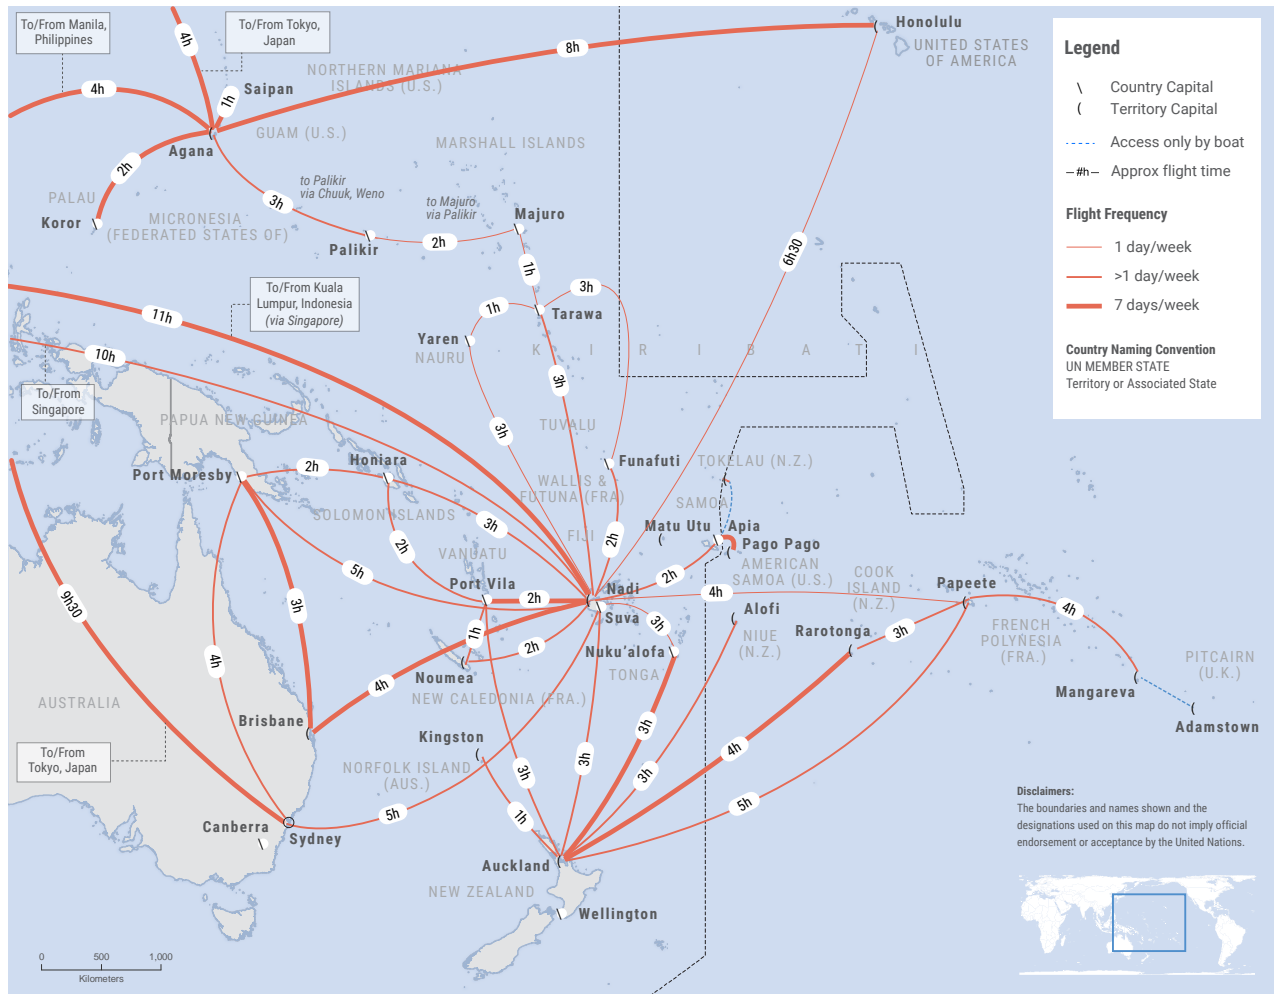 To/From Manila,
Philippines
4h
To/From Tokyo,
Japan
8h
Honolulu
UNITED STATES
OF AMERICA
NORTHERN MARIANA
ISLANDS (U.S.)
4h
1h
Saipan
GUAM (U.S.)
Agana
MARSHALL ISLANDS
2h
PALAU
Koror
MICRONESIA
(FEDERATED STATES OF)
3h
to Palikir
via Chuuk, Weno
to Majuro
via Palikir
Majuro
Palikir
2h
6h30
1h
3h
To/From Kuala
Lumpur, Indonesia
(via Singapore)
11h
1h
Tarawa
Yaren
NAURU
K I R I B A T I
10h
To/From
Singapore
3h
PAPUA NEW GUINEA
TUVALU
3h
Port Moresby
2h
Honiara
Funafuti
TOKELAU (N.Z.)
WALLIS &
FUTUNA (FRA)
SAMOA
SOLOMON ISLANDS
3h
FIJI
Matu Utu
Apia
2h
2h
Pago Pago
VANUATU
AMERICAN
SAMOA (U.S.)
5h
2h
COOK
ISLAND
(N.Z.)
Port Vila
2h
Nadi
4h
Papeete
4h
9h30
3h
Suva
Alofi
1h
3h
Rarotonga
3h
FRENCH
POLYNESIA
(FRA.)
NIUE
(N.Z.)
2h
Nuku'alofa
4h
PITCAIRN
(U.K.)
Noumea
TONGA
4h
Mangareva
AUSTRALIA
NEW CALEDONIA (FRA.)
Brisbane
Adamstown
Kingston
3h
4h
To/From
Tokyo, Japan
NORFOLK ISLAND
(AUS.)
3h
3h
3h
5h
5h
1h
Canberra
Sydney
Auckland
NEW ZEALAND
Wellington
0 500 1,000
Kilometers
Legend
Country Capital
Territory Capital
Access only by boat
#h
Approx flight time
Flight Frequency
1 day/week
>1 day/week
7 days/week
Country Naming Convention
UN MEMBER STATE
Territory or Associated State
Disclaimers:
The boundaries and names shown and the
designations used on this map do not imply official
endorsement or acceptance by the United Nations.